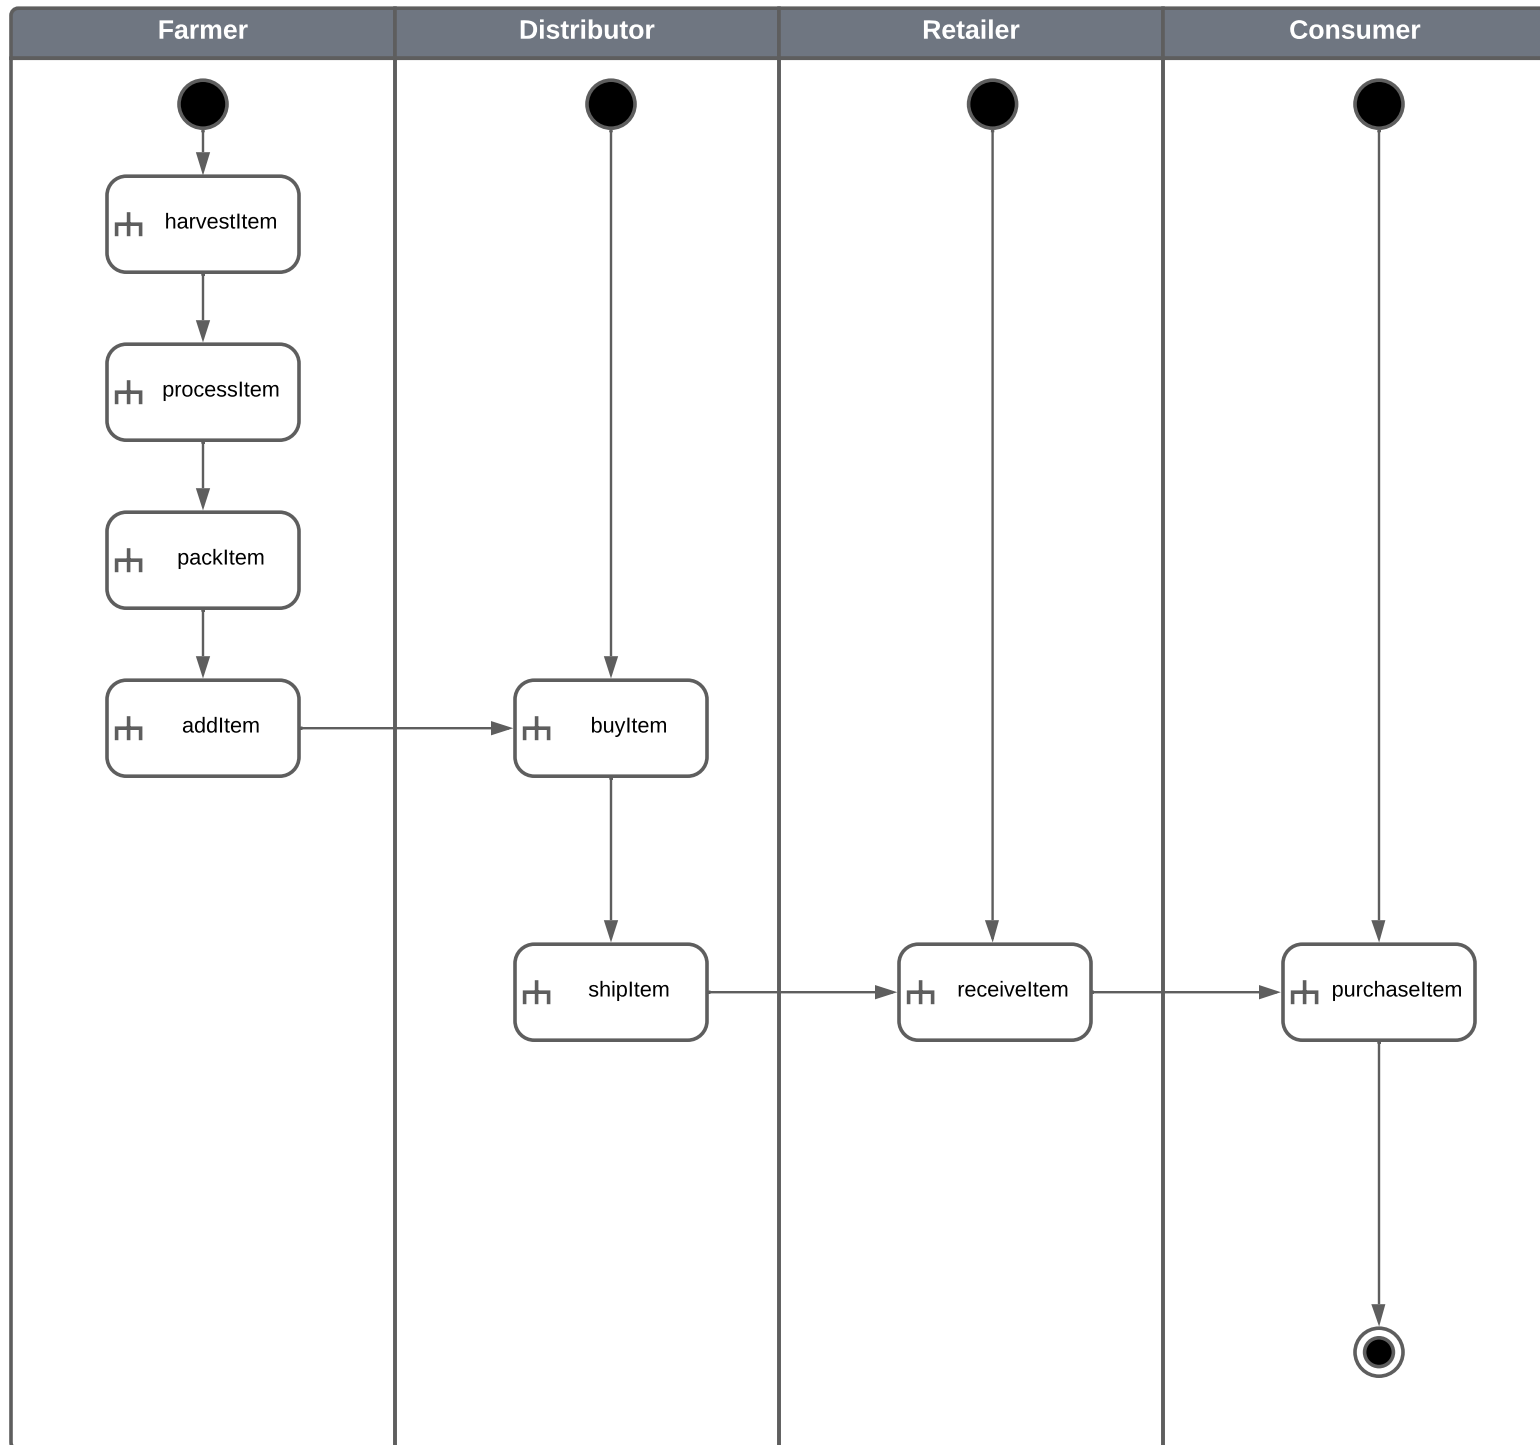 Farmer
Distributor
Retailer
Consumer
harvestItem
processItem
packItem
addItem
buyItem
shipItem
receiveItem
purchaseItem